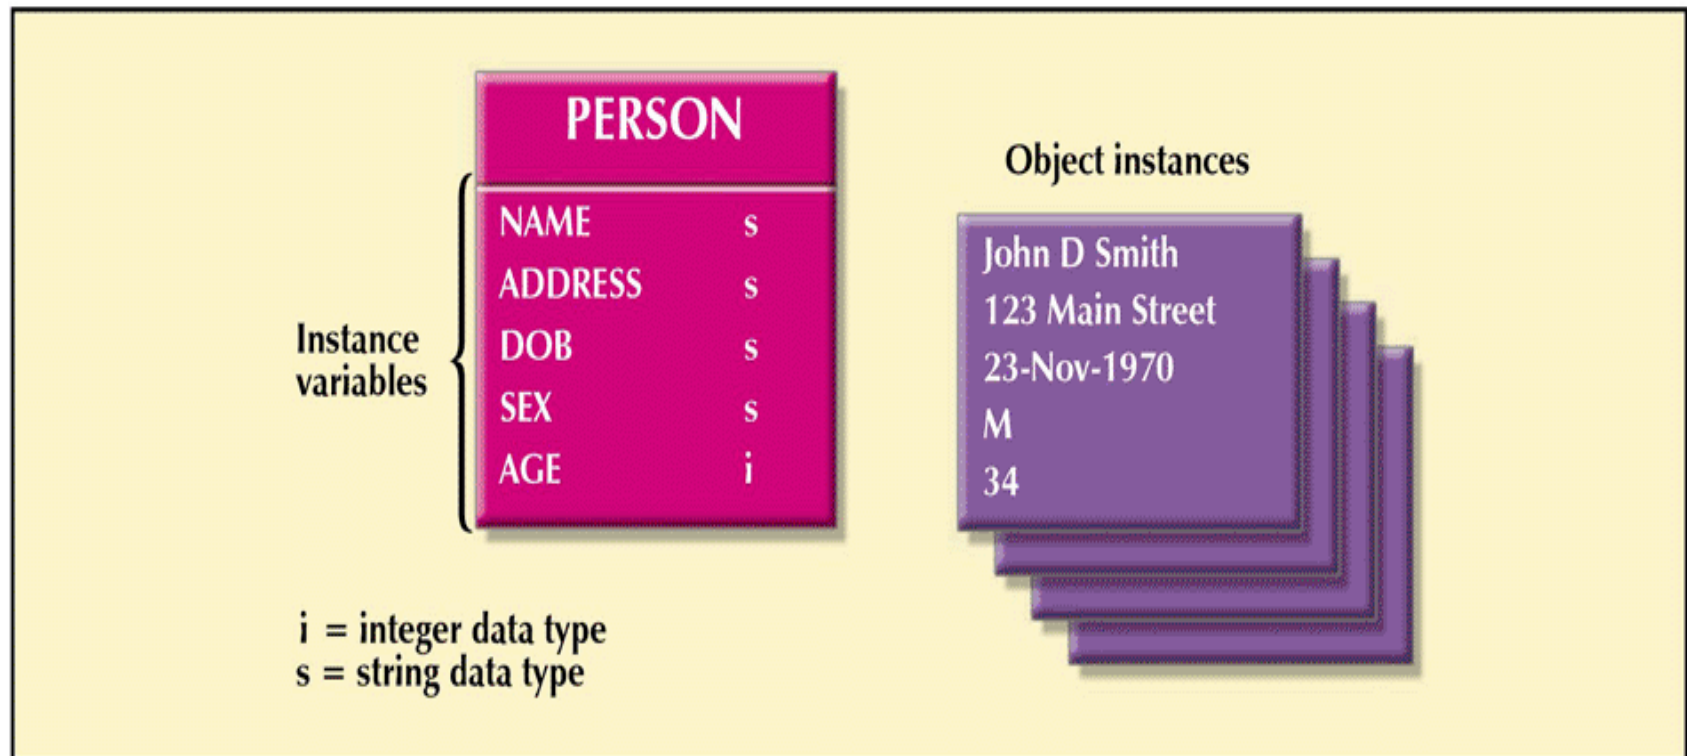 PERSON
NAME s
ADDRESS s
DOB s
SEX s
AGE i
Instance
variables
Object instances
John D Smith
123 Main Street
23-Nov-1970
M
34
i = integer data type
s = string data type